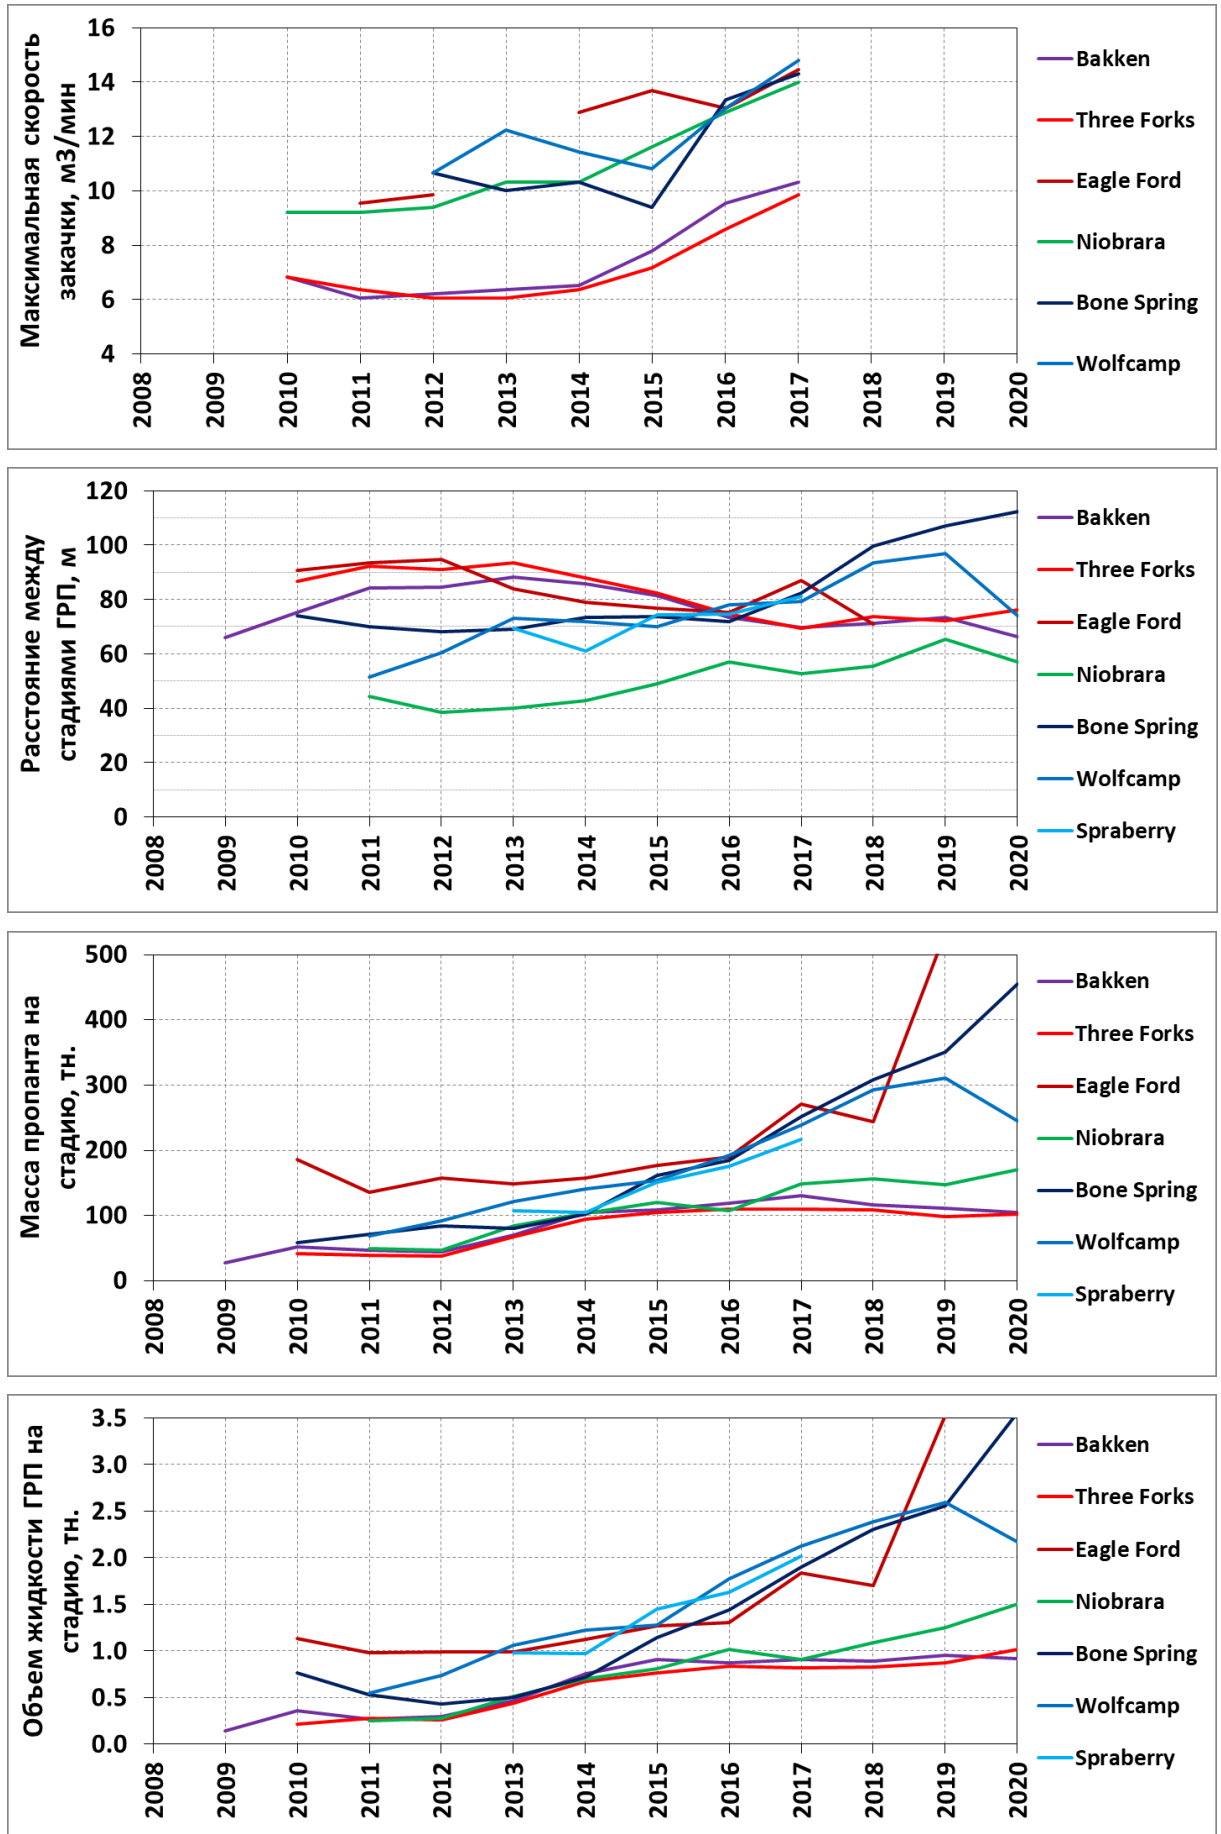 Максимальная скорость
закачки, м3/мин
16
14
12
10
8
6
4
2008
2009
2010
2011
2012
2013
2014
2015
2016
2017
2018
2019
2020
Bakken
Three Forks
Eagle Ford
Niobrara
Bone Spring
Wolfcamp
Расстояние между
стадиями ГРП, м
120
100
80
60
40
20
0
2008
2009
2010
2011
2012
2013
2014
2015
2016
2017
2018
2019
2020
Bakken
Three Forks
Eagle Ford
Niobrara
Bone Spring
Wolfcamp
Spraberry
Масса пропанта на
стадию, тн.
500
400
300
200
100
0
2008
2009
2010
2011
2012
2013
2014
2015
2016
2017
2018
2019
2020
Bakken
Three Forks
Eagle Ford
Niobrara
Bone Spring
Wolfcamp
Spraberry
Объем жидкости ГРП на
стадию, тн.
3.5
3.0
2.5
2.0
1.5
1.0
0.5
0.0
2008
2009
2010
2011
2012
2013
2014
2015
2016
2017
2018
2019
2020
Bakken
Three Forks
Eagle Ford
Niobrara
Bone Spring
Wolfcamp
Spraberry